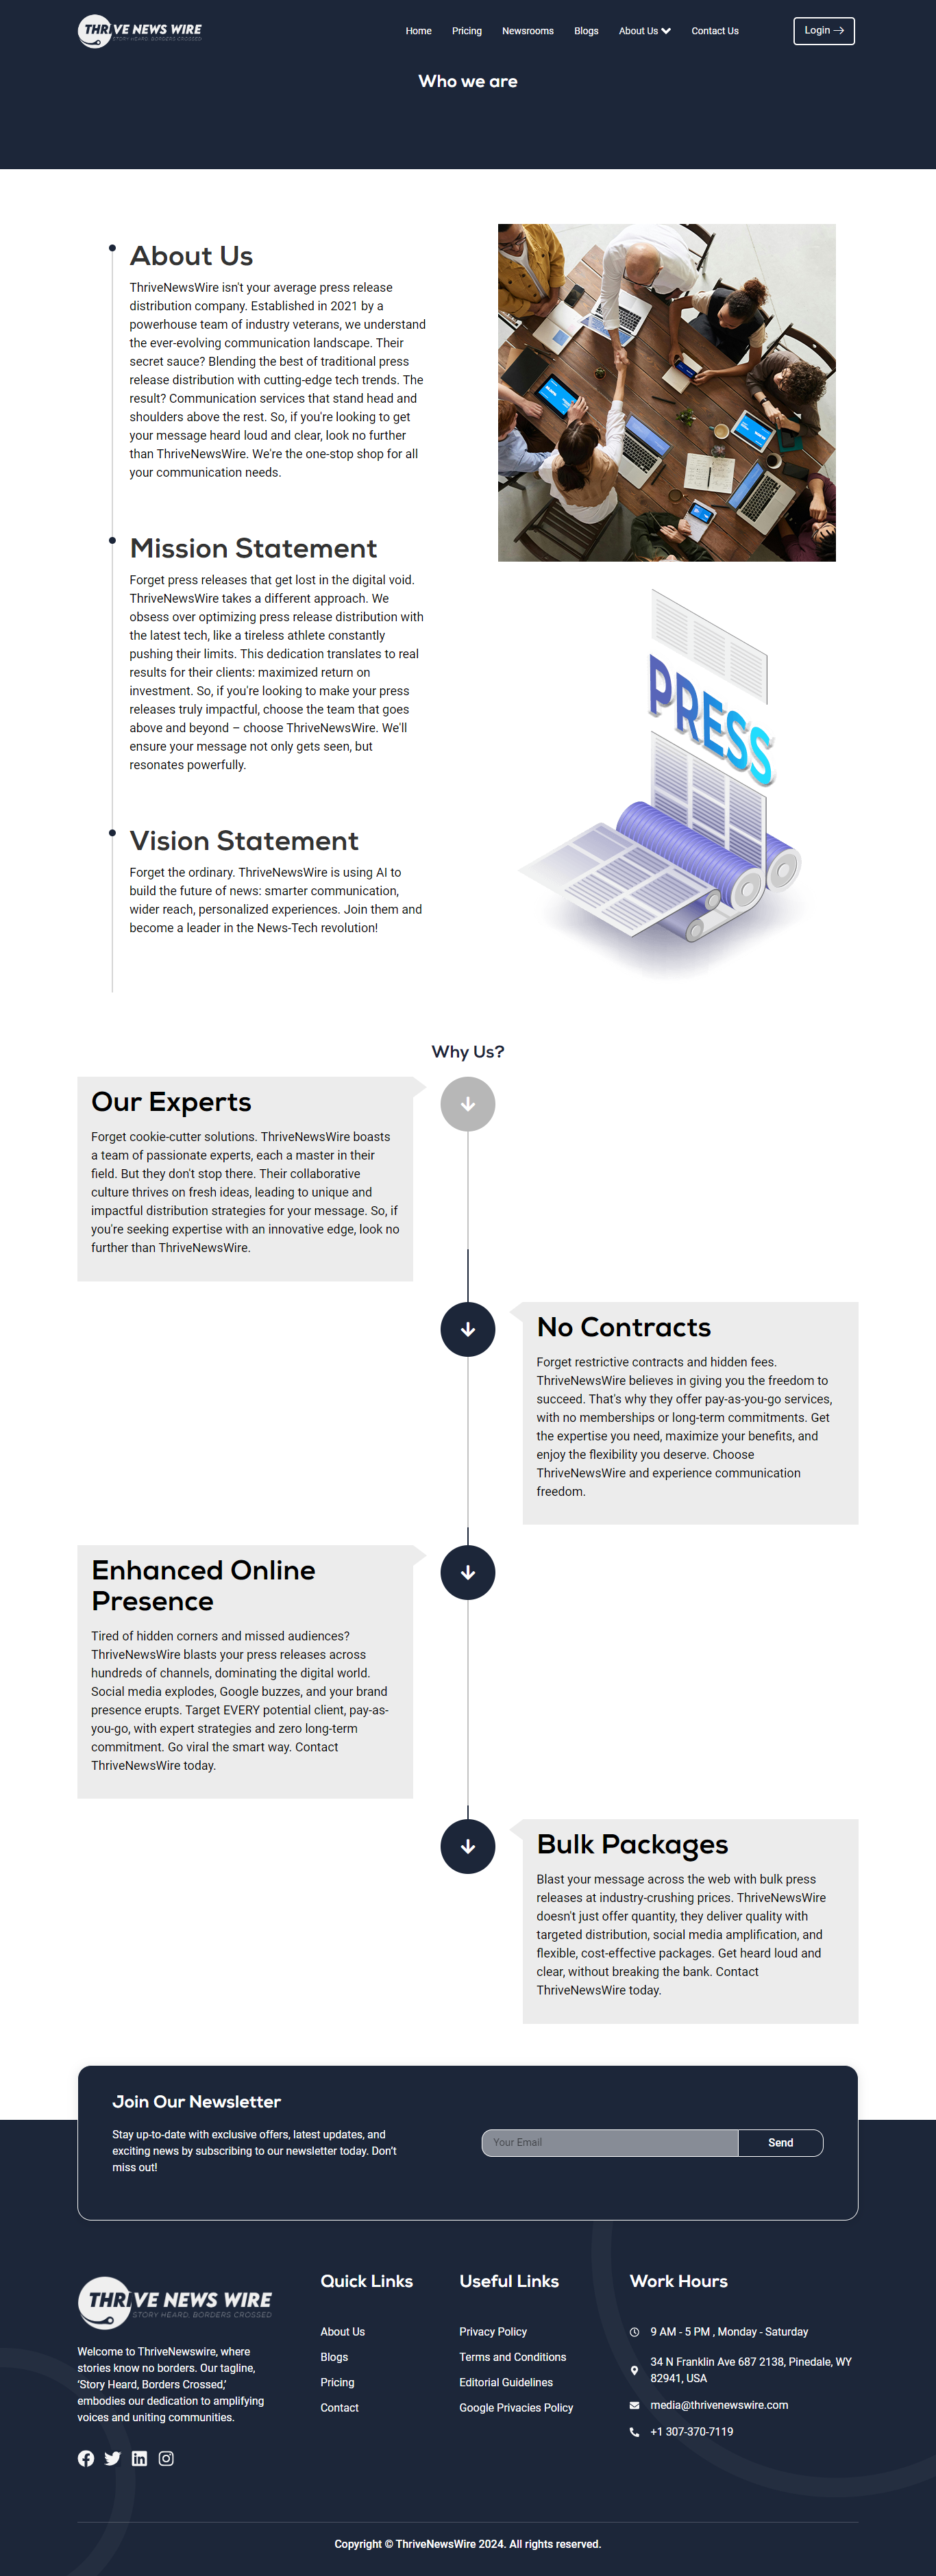 THRIVE NEWS WIRE
STORY HEARD, BORDERS CROSSED
Home
Pricing
Newsrooms
Blogs
About Us
Contact Us
Login
Who we are
About Us
ThriveNewsWire isn't your average press release
distribution company. Established in 2021 by a
powerhouse team of industry veterans, we understand
the ever-evolving communication landscape. Their
secret sauce? Blending the best of traditional press
release distribution with cutting-edge tech trends. The
result? Communication services that stand head and
shoulders above the rest. So, if you're looking to get
your message heard loud and clear, look no further
than ThriveNewsWire. We're the one-stop shop for all
your communication needs.
Mission Statement
Forget press releases that get lost in the digital void.
ThriveNewsWire takes a different approach. We
obsess over optimizing press release distribution with
the latest tech, like a tireless athlete constantly
pushing their limits. This dedication translates to real
results for their clients: maximized return on
investment. So, if you're looking to make your press
releases truly impactful, choose the team that goes
above and beyond – choose ThriveNewsWire. We'll
ensure your message not only gets seen, but
resonates powerfully.
PRESS
Vision Statement
Forget the ordinary. ThriveNewsWire is using AI to
build the future of news: smarter communication,
wider reach, personalized experiences. Join them and
become a leader in the News-Tech revolution!
Why Us?
Our Experts
Forget cookie-cutter solutions. ThriveNewsWire boasts
a team of passionate experts, each a master in their
field. But they don't stop there. Their collaborative
culture thrives on fresh ideas, leading to unique and
impactful distribution strategies for your message. So, if
you're seeking expertise with an innovative edge, look no
further than ThriveNewsWire.
No Contracts
Forget restrictive contracts and hidden fees.
ThriveNewsWire believes in giving you the freedom to
succeed. That's why they offer pay-as-you-go services,
with no memberships or long-term commitments. Get
the expertise you need, maximize your benefits, and
enjoy the flexibility you deserve. Choose
ThriveNewsWire and experience communication
freedom.
Enhanced Online
Presence
Tired of hidden corners and missed audiences?
ThriveNewsWire blasts your press releases across
hundreds of channels, dominating the digital world.
Social media explodes, Google buzzes, and your brand
presence erupts. Target EVERY potential client, pay-as-
you-go, with expert strategies and zero long-term
commitment. Go viral the smart way. Contact
ThriveNewsWire today.
Bulk Packages
Blast your message across the web with bulk press
releases at industry-crushing prices. ThriveNewsWire
doesn't just offer quantity, they deliver quality with
targeted distribution, social media amplification, and
flexible, cost-effective packages. Get heard loud and
clear, without breaking the bank. Contact
ThriveNewsWire today.
Join Our Newsletter
Stay up-to-date with exclusive offers, latest updates, and
exciting news by subscribing to our newsletter today. Don't
miss out!
Your Email
Send
THRIVE NEWS WIRE
STORY HEARD, BORDERS CROSSED
Welcome to ThriveNewswire, where
stories know no borders. Our tagline,
'Story Heard, Borders Crossed,'
embodies our dedication to amplifying
voices and uniting communities.
Quick Links
About Us
Blogs
Pricing
Contact
Useful Links
Privacy Policy
Terms and Conditions
Editorial Guidelines
Google Privacies Policy
Work Hours
9 AM - 5 PM , Monday - Saturday
34 N Franklin Ave 687 2138, Pinedale, WY
82941, USA
media@thrivenewswire.com
+1 307-370-7119
Copyright © ThriveNewsWire 2024. All rights reserved.